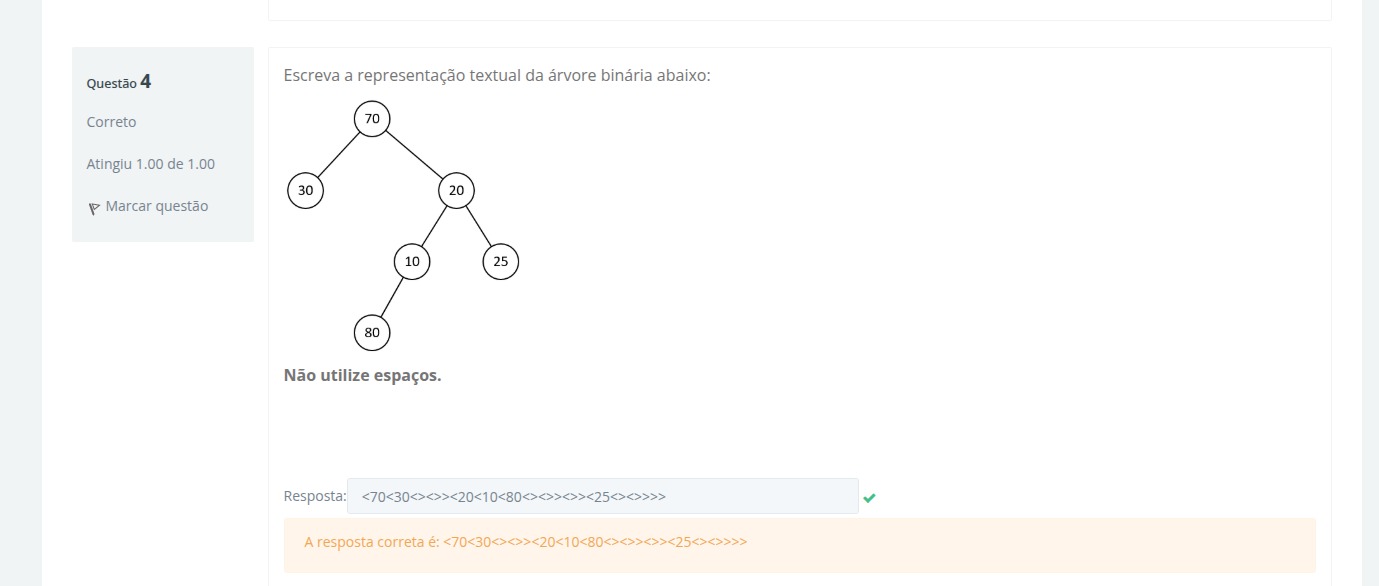 Questão 4
Correto
Atingiu 1.00 de 1.00
Marcar questão
Escreva a representação textual da árvore binária abaixo:
70
30
20
10
25
80
Não utilize espaços.
Resposta: <70<30<><>><20<10<80<><>><>><25<><>>>>
A resposta correta é: <70<30<><>><20<10<80<><>><>><25<><>>>>